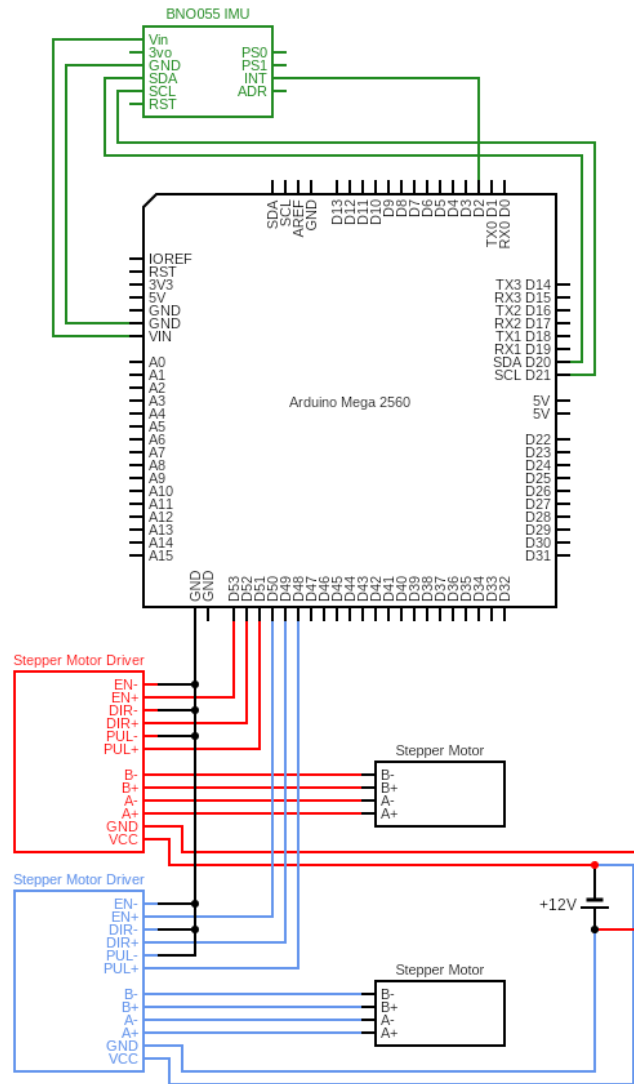 BNO055 IMU
Vin
3vo
GND
SDA
SCL
RST
PS0
PS1
INT
ADR
SDA
SCL
AREF
GND
D13
D12
D11
D10
D9
D8
D7
D6
D5
D4
D3
D2
TX0 D1
RX0 D0
IOREF
RST
3V3
5V
GND
GND
VIN
A0
A1
A2
A3
A4
A5
A6
A7
A8
A9
A10
A11
A12
A13
A14
A15
Arduino Mega 2560
TX3 D14
RX3 D15
TX2 D16
RX2 D17
TX1 D18
RX1 D19
SDA D20
SCL D21
5V
5V
D22
D23
D24
D25
D26
D27
D28
D29
D30
D31
GND
GND
D53
D52
D51
D50
D49
D48
D47
D46
D45
D44
D43
D42
D41
D40
D39
D38
D37
D36
D35
D34
D33
D32
Stepper Motor Driver
EN-
EN+
DIR-
DIR+
PUL-
PUL+
B-
B+
A-
A+
GND
VCC
Stepper Motor
B-
B+
A-
A+
+12V
Stepper Motor Driver
EN-
EN+
DIR-
DIR+
PUL-
PUL+
B-
B+
A-
A+
GND
VCC
Stepper Motor
B-
B+
A-
A+